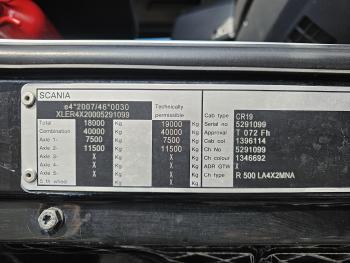 SCANIA
e4*2007/46*0030
XLER4X20005291099
Technically permissible
Total 18000 Kg 19000 Kg
Combination 40000 Kg 40000 Kg
Axle 1- 7500 Kg 7500 Kg
Axle 2- 11500 Kg 11500 Kg
Axle 3- X Kg X Kg
Axle 4- X Kg X Kg
Axle 5- X Kg X Kg
5.th wheel X Kg X Kg
Cab type CR19
Serial no 5291099
Approval T 072 Fh
Cab col 1396114
Ch No 5291099
Ch colour 1346692
ADR GTW X
Ch type R 500 LA4X2MNA